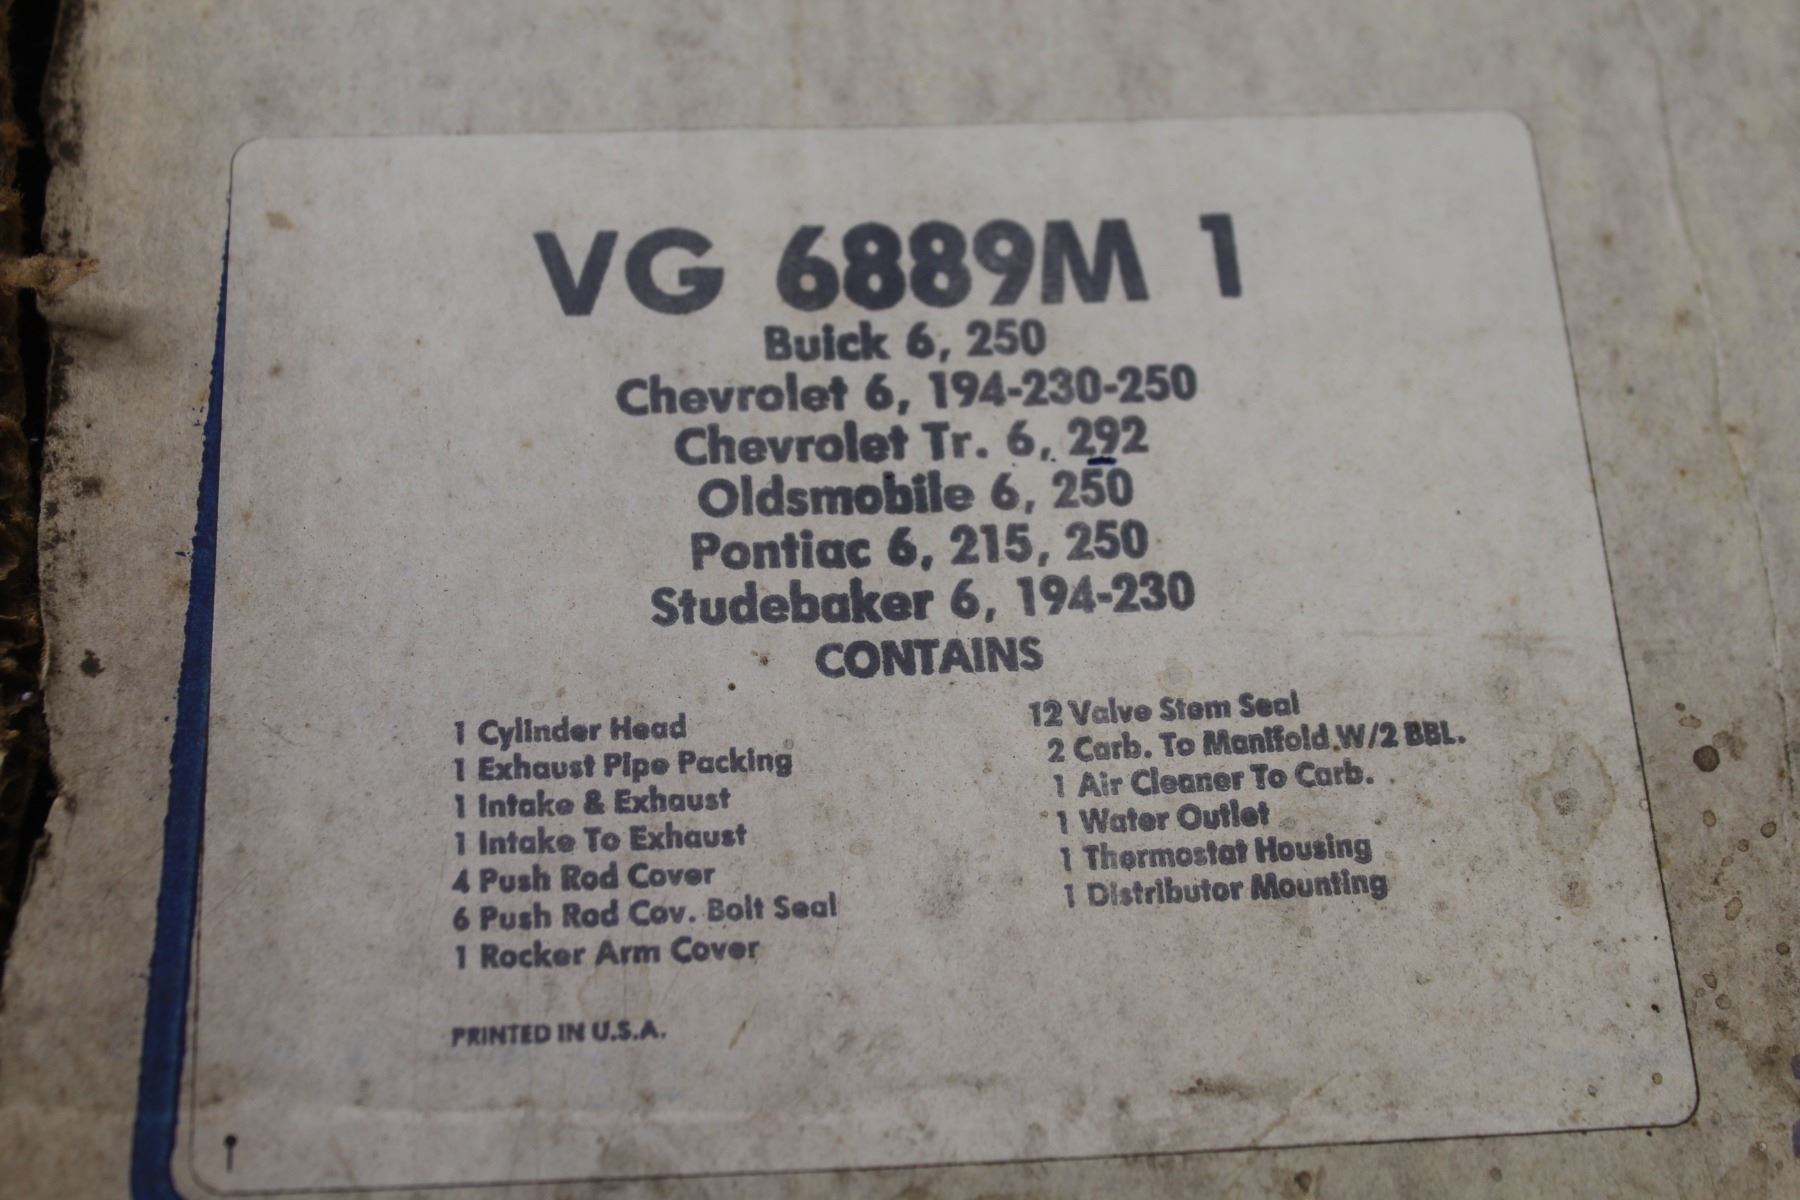 VG 6889M 1
Buick 6, 250
Chevrolet 6, 194-230-250
Chevrolet Tr. 6, 292
Oldsmobile 6, 250
Pontiac 6, 215, 250
Studebaker 6, 194-230
CONTAINS
1 Cylinder Head
1 Exhaust Pipe Packing
1 Intake & Exhaust
1 Intake To Exhaust
4 Push Rod Cover
6 Push Rod Cov. Bolt Seal
1 Rocker Arm Cover
12 Valve Stem Seal
2 Carb. To Manifold W/2 BBL.
1 Air Cleaner To Carb.
1 Water Outlet
1 Thermostat Housing
1 Distributor Mounting
PRINTED IN U.S.A.